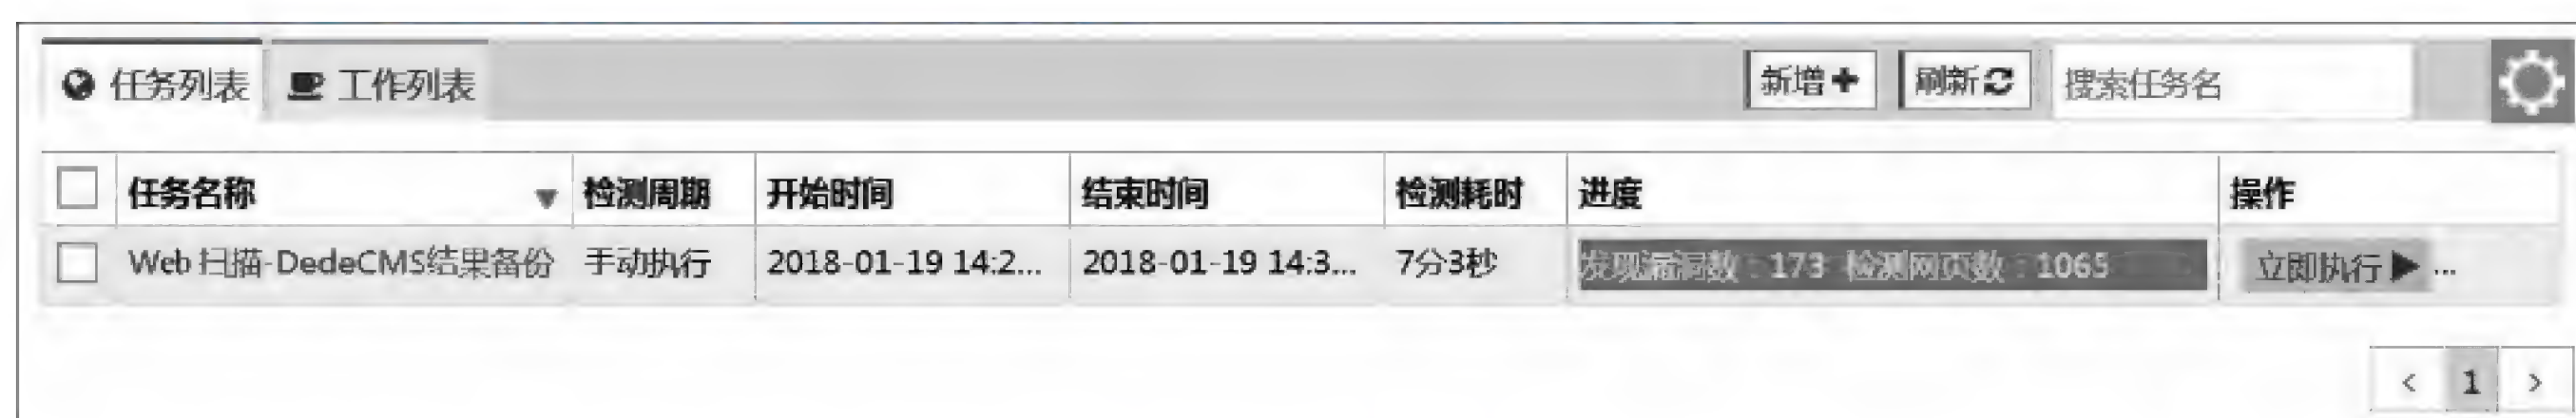 任务列表 工作列表 新增 刷新 搜索任务名
任务名称 检测周期 开始时间 结束时间 检测耗时 进度 操作
Web 扫描-DedeCMS结果备份 手动执行 2018-01-19 14:2... 2018-01-19 14:3... 7分3秒 发现漏洞数：173 检测网页数：1065 立即执行 ...
< 1 >